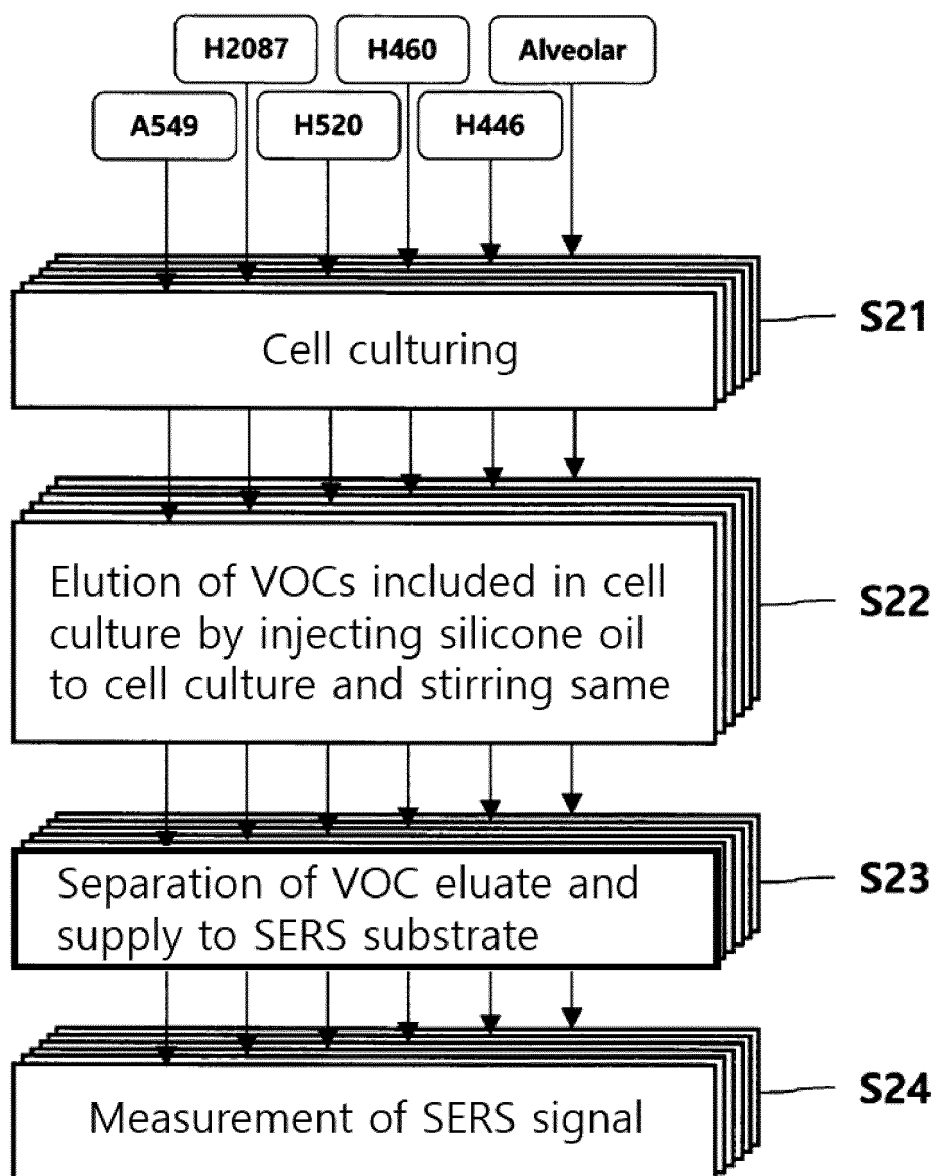 H2087
H460
Alveolar
A549
H520
H446
Cell culturing
S21
Elution of VOCs included in cell
culture by injecting silicone oil
to cell culture and stirring same
S22
Separation of VOC eluate and
supply to SERS substrate
S23
Measurement of SERS signal
S24